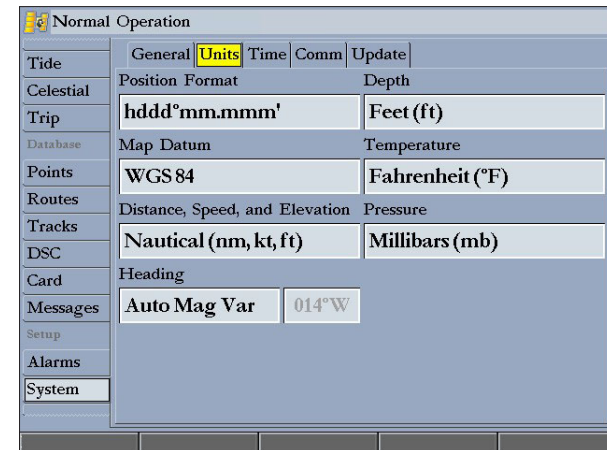 Normal Operation
General Units Time Comm Update
Tide
Celestial
Trip
Database
Points
Routes
Tracks
DSC
Card
Messages
Setup
Alarms
System
Position Format
hddd°mm.mmm'
Depth
Feet (ft)
Map Datum
WGS 84
Temperature
Fahrenheit (°F)
Distance, Speed, and Elevation
Nautical (nm, kt, ft)
Pressure
Millibars (mb)
Heading
Auto Mag Var
014°W